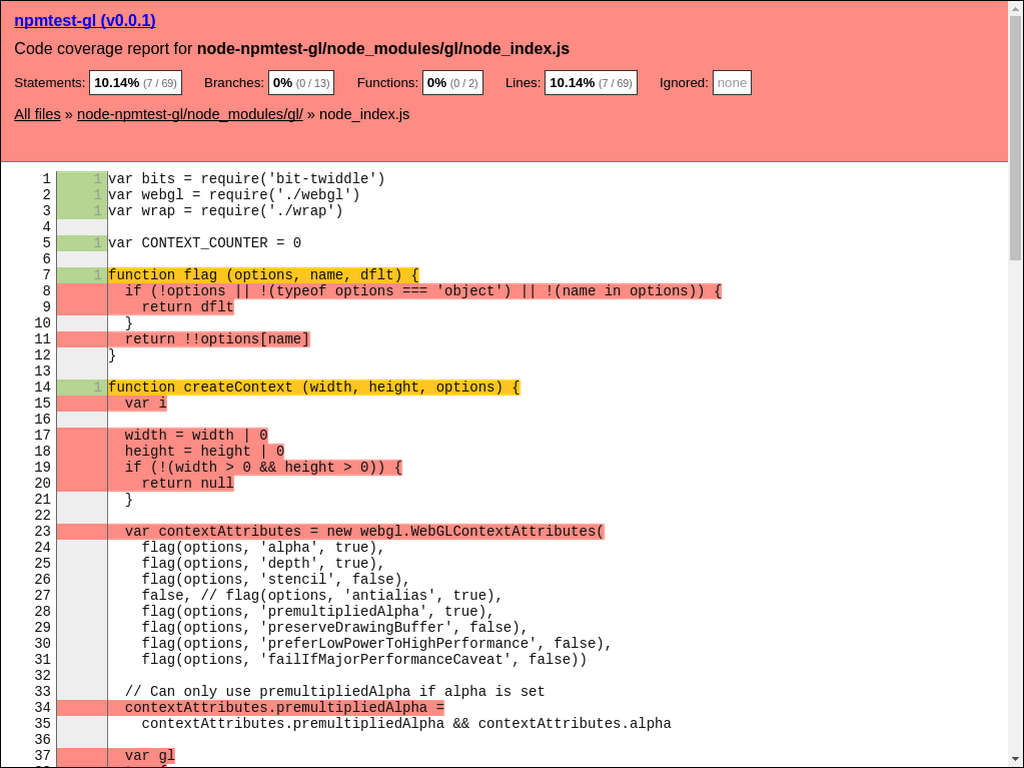 npmtest-gl (v0.0.1)
Code coverage report for node-npmtest-gl/node_modules/gl/node_index.js
Statements: 10.14% (7 / 69) Branches: 0% (0 / 13) Functions: 0% (0 / 2) Lines: 10.14% (7 / 69) Ignored: none
All files » node-npmtest-gl/node_modules/gl/ » node_index.js
1 1 var bits = require('bit-twiddle')
2 1 var webgl = require('./webgl')
3 1 var wrap = require('./wrap')
4
5 1 var CONTEXT_COUNTER = 0
6
7 1 function flag (options, name, dflt) {
8 if (!options || !(typeof options === 'object') || !(name in options)) {
9 return dflt
10 }
11 return !!options[name]
12 }
13
14 1 function createContext (width, height, options) {
15 var i
16
17 width = width | 0
18 height = height | 0
19 if (!(width > 0 && height > 0)) {
20 return null
21 }
22
23 var contextAttributes = new webgl.WebGLContextAttributes(
24 flag(options, 'alpha', true),
25 flag(options, 'depth', true),
26 flag(options, 'stencil', false),
27 false, // flag(options, 'antialias', true),
28 flag(options, 'premultipliedAlpha', true),
29 flag(options, 'preserveDrawingBuffer', false),
30 flag(options, 'preferLowPowerToHighPerformance', false),
31 flag(options, 'failIfMajorPerformanceCaveat', false))
32
33 // Can only use premultipliedAlpha if alpha is set
34 contextAttributes.premultipliedAlpha =
35 contextAttributes.premultipliedAlpha && contextAttributes.alpha
36
37 var gl